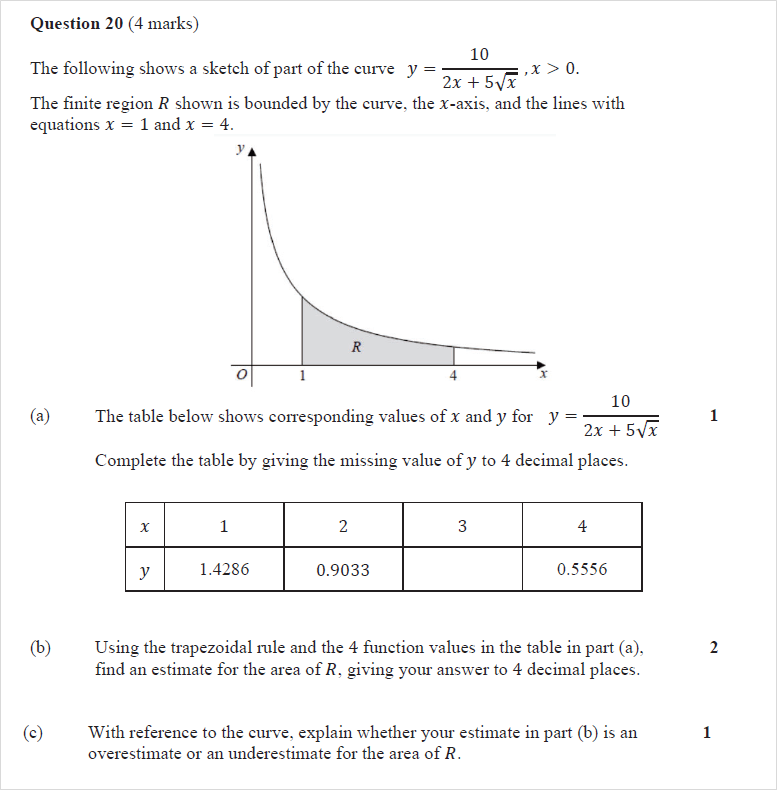 Question 20 (4 marks)
The following shows a sketch of part of the curve y = 10 / (2x + 5√x) , x > 0.
The finite region R shown is bounded by the curve, the x-axis, and the lines with
equations x = 1 and x = 4.
y
R
O 1 4 x
(a) The table below shows corresponding values of x and y for y = 10 / (2x + 5√x) 1
Complete the table by giving the missing value of y to 4 decimal places.
x 1 2 3 4
y 1.4286 0.9033 0.5556
(b) Using the trapezoidal rule and the 4 function values in the table in part (a), 2
find an estimate for the area of R, giving your answer to 4 decimal places.
(c) With reference to the curve, explain whether your estimate in part (b) is an 1
overestimate or an underestimate for the area of R.